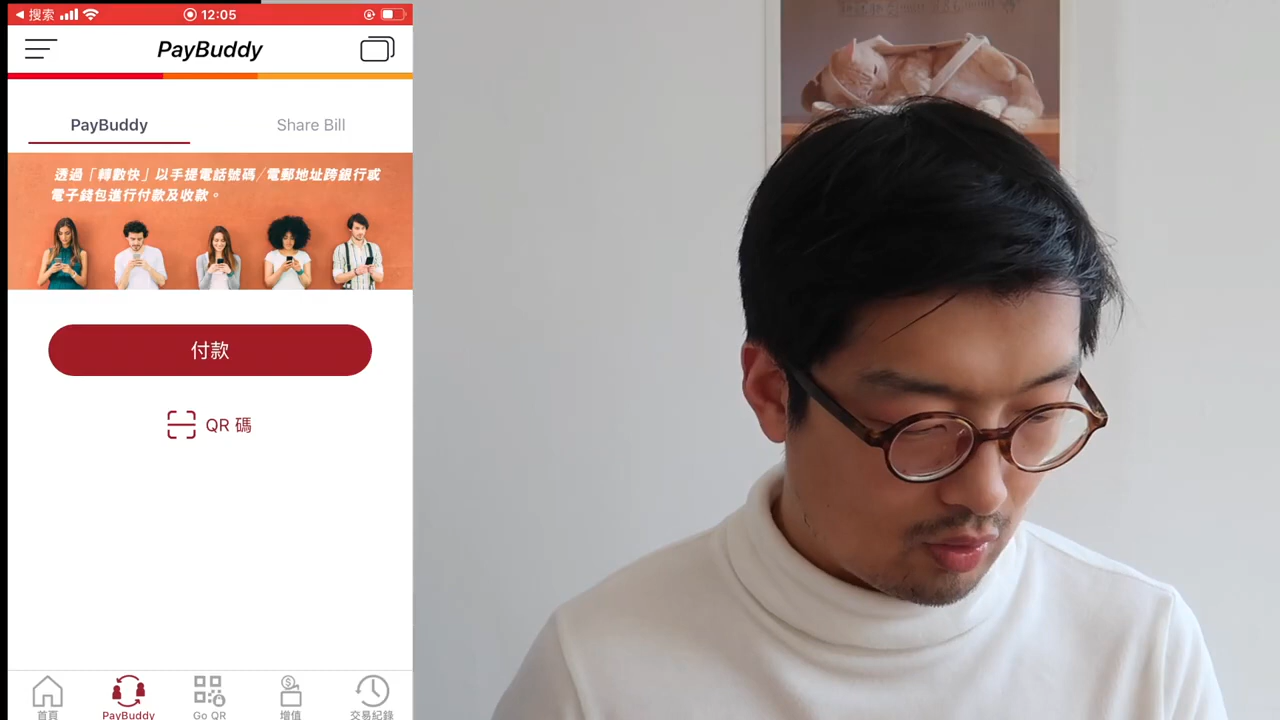 搜索 12:05
PayBuddy
PayBuddy Share Bill
透過「轉數快」以手提電話號碼/電郵地址跨銀行或
電子錢包進行付款及收款。
付款
QR 碼
首頁 PayBuddy Go QR 增值 交易紀錄